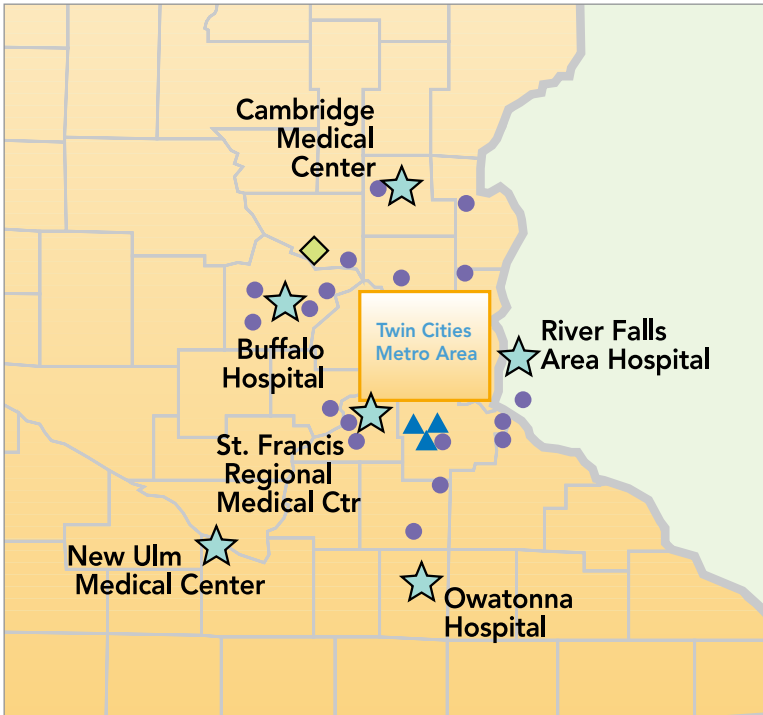 Cambridge
Medical
Center
Twin Cities
Metro Area
River Falls
Area Hospital
Buffalo
Hospital
St. Francis
Regional
Medical Ctr
New Ulm
Medical Center
Owatonna
Hospital